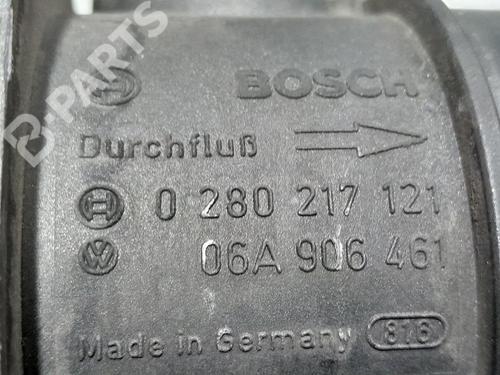 B-PARTS
BOSCH
Durchfluß
0 280 217 121
06A 906 461
Made in Germany 816